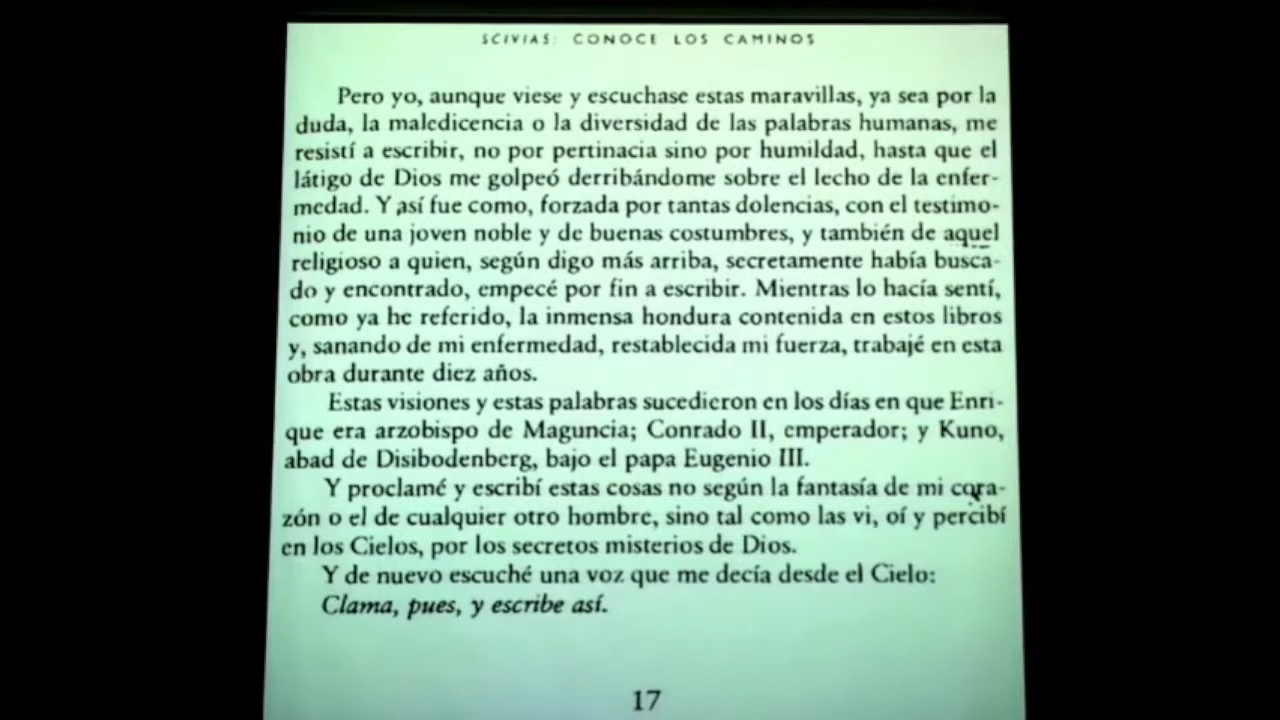 SCIVIAS: CONOCE LOS CAMINOS
Pero yo, aunque viese y escuchase estas maravillas, ya sea por la
duda, la maledicencia o la diversidad de las palabras humanas, me
resistí a escribir, no por pertinacia sino por humildad, hasta que el
látigo de Dios me golpeó derribándome sobre el lecho de la enfer-
medad. Y así fue como, forzada por tantas dolencias, con el testimo-
nio de una joven noble y de buenas costumbres, y también de aquel
religioso a quien, según digo más arriba, secretamente había busca-
do y encontrado, empecé por fin a escribir. Mientras lo hacía sentí,
como ya he referido, la inmensa hondura contenida en estos libros
y, sanando de mi enfermedad, restablecida mi fuerza, trabajé en esta
obra durante diez años.
Estas visiones y estas palabras sucedieron en los días en que Enri-
que era arzobispo de Maguncia; Conrado II, emperador; y Kuno,
abad de Disibodenberg, bajo el papa Eugenio III.
Y proclamé y escribí estas cosas no según la fantasía de mi cora-
zón o el de cualquier otro hombre, sino tal como las vi, oí y percibí
en los Cielos, por los secretos misterios de Dios.
Y de nuevo escuché una voz que me decía desde el Cielo:
Clama, pues, y escribe así.
17